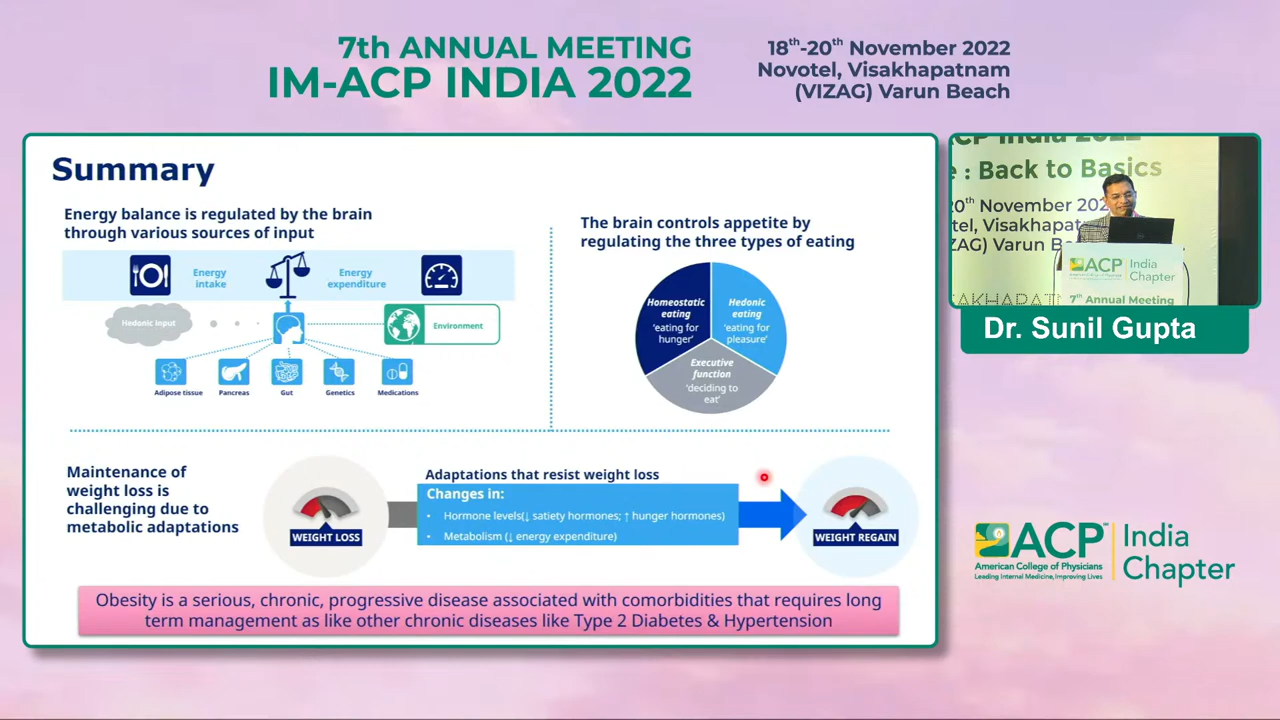 7th ANNUAL MEETING
IM-ACP INDIA 2022
18th-20th November 2022
Novotel, Visakhapatnam
(VIZAG) Varun Beach
Summary
Energy balance is regulated by the brain
through various sources of input
Energy
intake
Energy
expenditure
Hedonic input
Environment
Adipose tissue
Pancreas
Gut
Genetics
Medications
The brain controls appetite by
regulating the three types of eating
Homeostatic
eating
'eating for
hunger'
Hedonic
eating
'eating for
pleasure'
Executive
function
'deciding to
eat'
Maintenance of
weight loss is
challenging due to
metabolic adaptations
WEIGHT LOSS
Adaptations that resist weight loss
Changes in:
• Hormone levels(↓ satiety hormones; ↑ hunger hormones)
• Metabolism (↓ energy expenditure)
WEIGHT REGAIN
Obesity is a serious, chronic, progressive disease associated with comorbidities that requires long
term management as like other chronic diseases like Type 2 Diabetes & Hypertension
: Back to Basics
November 202
Visakhapat
Varun B
ACP India
Chapter
7th Annual Meeting
Dr. Sunil Gupta
ACP™
American College of Physicians
Leading Internal Medicine, Improving Lives
India
Chapter